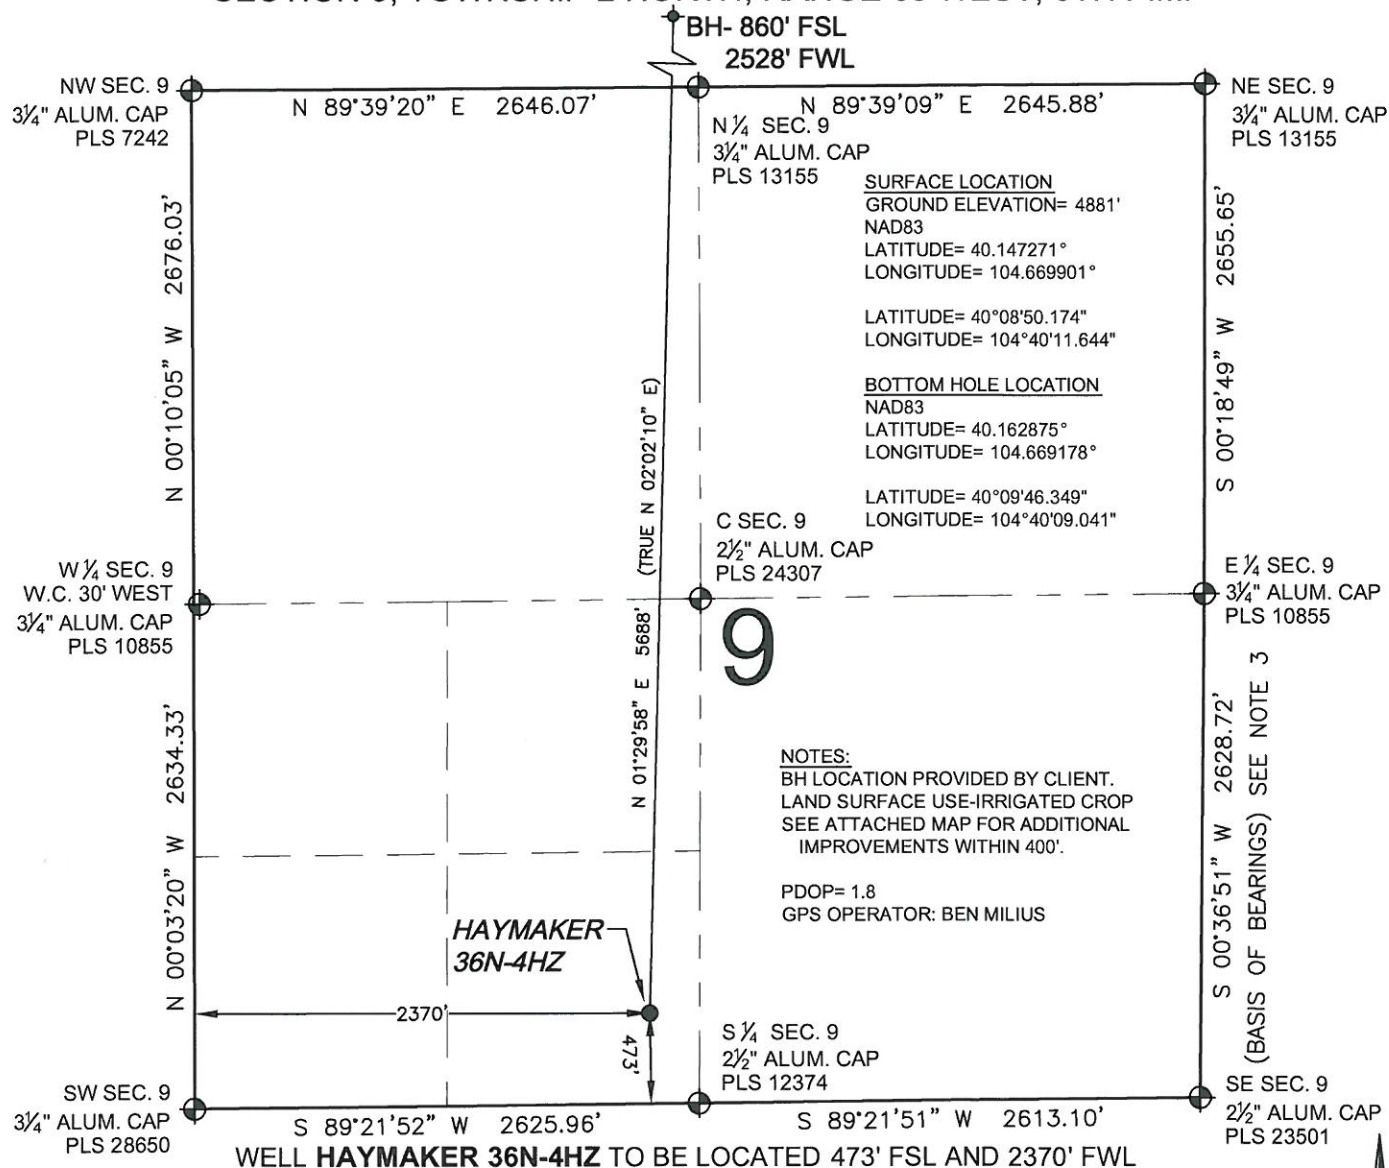 BH- 860' FSL
2528' FWL
NW SEC. 9
3¼" ALUM. CAP
PLS 7242
N 89°39'20" E 2646.07'
N 89°39'09" E 2645.88'
NE SEC. 9
3¼" ALUM. CAP
PLS 13155
N ¼ SEC. 9
3¼" ALUM. CAP
PLS 13155
SURFACE LOCATION
GROUND ELEVATION= 4881'
NAD83
LATITUDE= 40.147271°
LONGITUDE= 104.669901°
LATITUDE= 40°08'50.174"
LONGITUDE= 104°40'11.644"
BOTTOM HOLE LOCATION
NAD83
LATITUDE= 40.162875°
LONGITUDE= 104.669178°
LATITUDE= 40°09'46.349"
LONGITUDE= 104°40'09.041"
N 00°10'05" W 2676.03'
(TRUE N 02°02'10" E)
S 00°18'49" W 2655.65'
C SEC. 9
2½" ALUM. CAP
PLS 24307
W ¼ SEC. 9
W.C. 30' WEST
3¼" ALUM. CAP
PLS 10855
E ¼ SEC. 9
3¼" ALUM. CAP
PLS 10855
9
N 00°03'20" W 2634.33'
N 01°29'58" E 5688'
S 00°36'51" W 2628.72'
(BASIS OF BEARINGS) SEE NOTE 3
NOTES:
BH LOCATION PROVIDED BY CLIENT.
LAND SURFACE USE-IRRIGATED CROP
SEE ATTACHED MAP FOR ADDITIONAL
IMPROVEMENTS WITHIN 400'.
PDOP= 1.8
GPS OPERATOR: BEN MILIUS
HAYMAKER
36N-4HZ
2370'
473'
S ¼ SEC. 9
2½" ALUM. CAP
PLS 12374
SW SEC. 9
3¼" ALUM. CAP
PLS 28650
S 89°21'52" W 2625.96'
S 89°21'51" W 2613.10'
SE SEC. 9
2½" ALUM. CAP
PLS 23501
WELL HAYMAKER 36N-4HZ TO BE LOCATED 473' FSL AND 2370' FWL